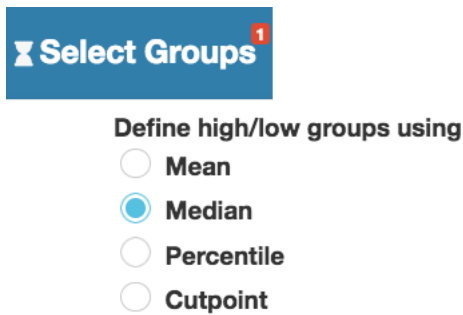 Select Groups 1
Define high/low groups using
Mean
Median
Percentile
Cutpoint